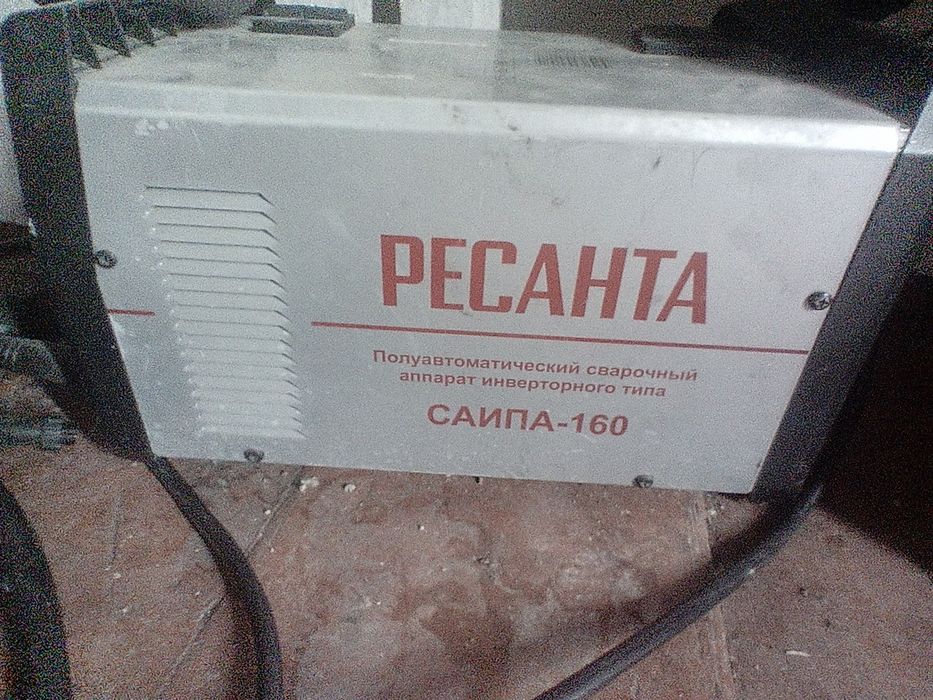 РЕСАНТА
Полуавтоматический сварочный
аппарат инверторного типа
САИПА-160